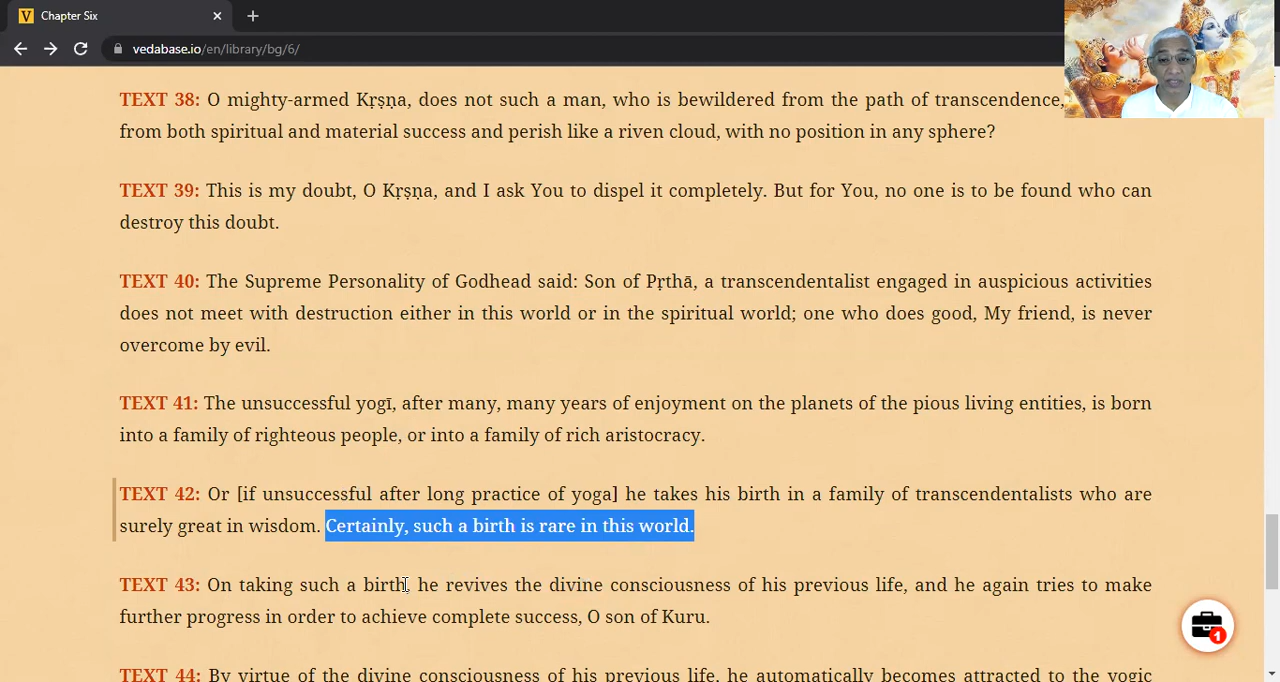 Chapter Six
vedabase.io/en/library/bg/6/
TEXT 38: O mighty-armed Kṛṣṇa, does not such a man, who is bewildered from the path of transcendence,
from both spiritual and material success and perish like a riven cloud, with no position in any sphere?
TEXT 39: This is my doubt, O Kṛṣṇa, and I ask You to dispel it completely. But for You, no one is to be found who can
destroy this doubt.
TEXT 40: The Supreme Personality of Godhead said: Son of Pṛthā, a transcendentalist engaged in auspicious activities
does not meet with destruction either in this world or in the spiritual world; one who does good, My friend, is never
overcome by evil.
TEXT 41: The unsuccessful yogī, after many, many years of enjoyment on the planets of the pious living entities, is born
into a family of righteous people, or into a family of rich aristocracy.
TEXT 42: Or [if unsuccessful after long practice of yoga] he takes his birth in a family of transcendentalists who are
surely great in wisdom. Certainly, such a birth is rare in this world.
TEXT 43: On taking such a birth, he revives the divine consciousness of his previous life, and he again tries to make
further progress in order to achieve complete success, O son of Kuru.
1
TEXT 44: By virtue of the divine consciousness of his previous life, he automatically becomes attracted to the yogic